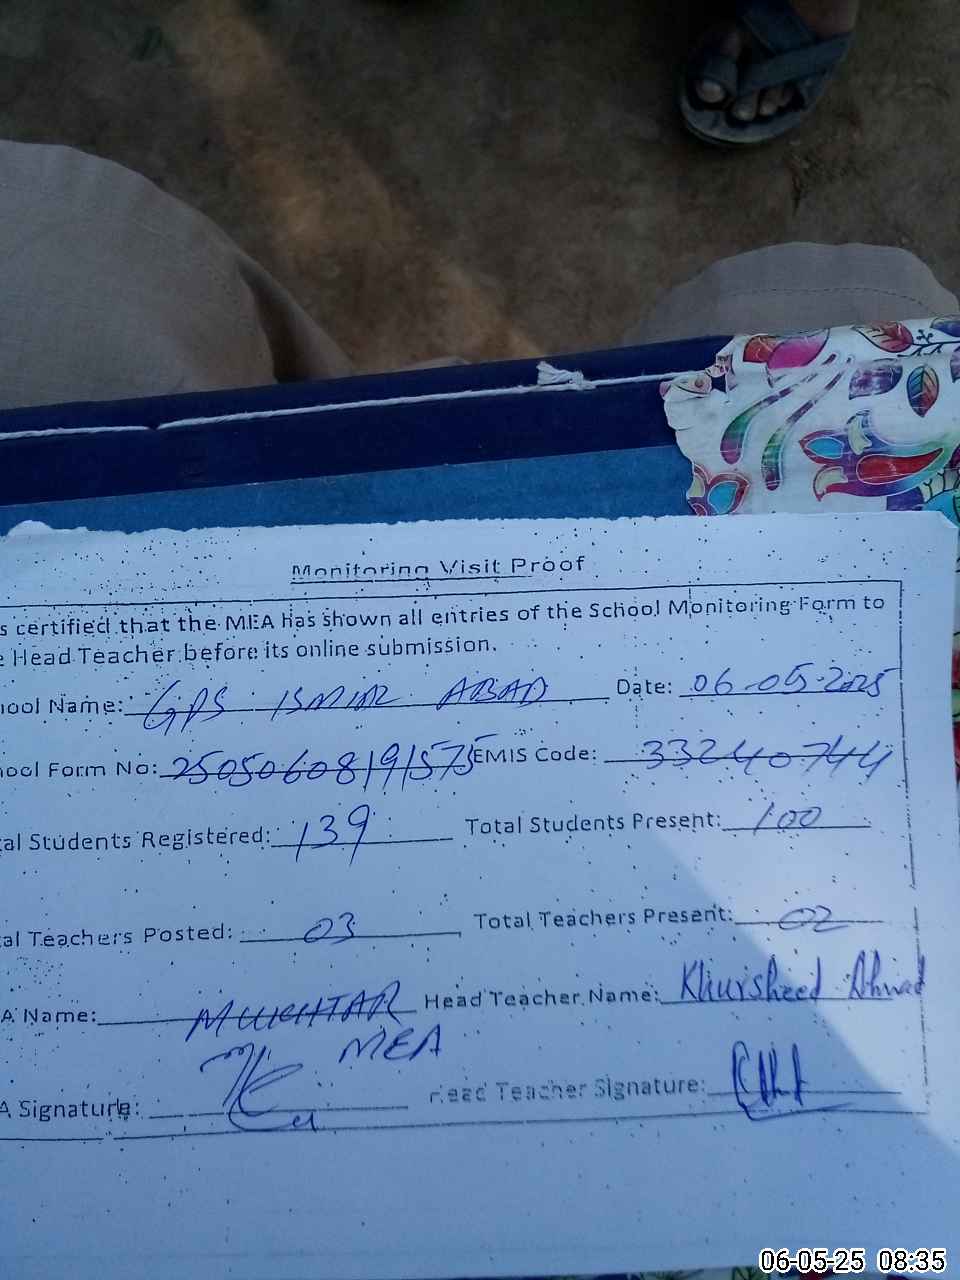 Monitoring Visit Proof
s certified that the MEA has shown all entries of the School Monitoring Form to
e Head Teacher before its online submission.
ool Name: GPS ABAD Date: 06-05-2025
ool Form No: 25050608191575 EMIS Code: 33240744
al Students Registered: 139 Total Students Present: 100
al Teachers Posted: 03 Total Teachers Present: 02
A Name: MUKHTAR Head Teacher Name: Khursheed Ahmad
MEA
A Signature: Head Teacher Signature:
06-05-25 08:35